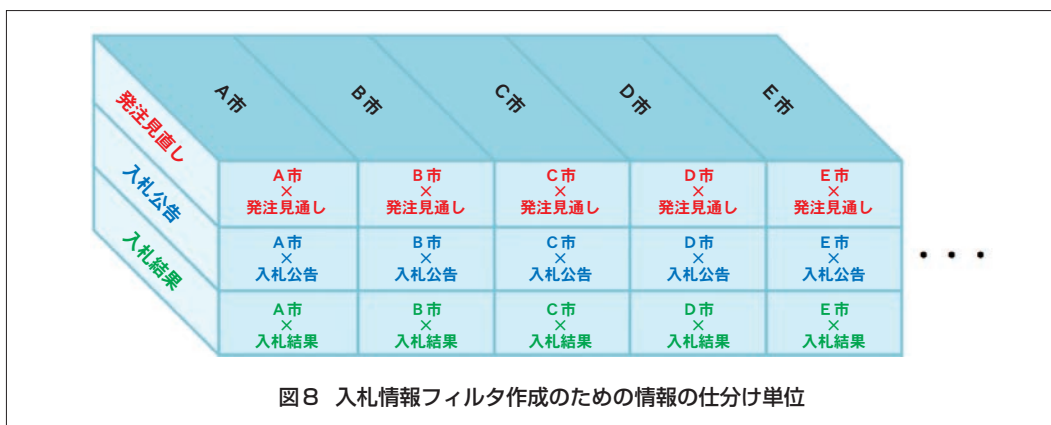 A市
B市
C市
D市
E市
発注見直し
入札公告
入札結果
A市
×
発注見通し
B市
×
発注見通し
C市
×
発注見通し
D市
×
発注見通し
E市
×
発注見通し
A市
×
入札公告
B市
×
入札公告
C市
×
入札公告
D市
×
入札公告
E市
×
入札公告
A市
×
入札結果
B市
×
入札結果
C市
×
入札結果
D市
×
入札結果
E市
×
入札結果
・・・
図8 入札情報フィルタ作成のための情報の仕分け単位